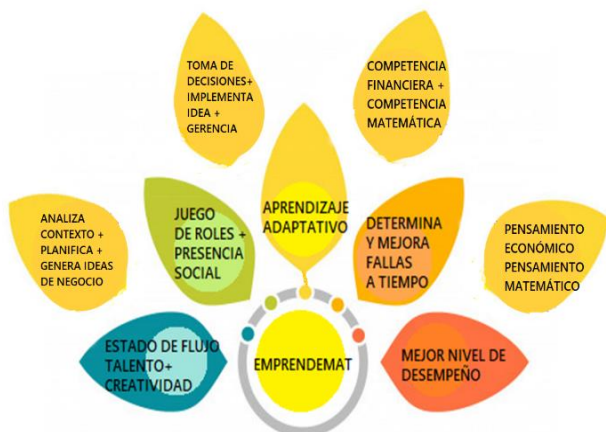 TOMA DE
DECISIONES+
IMPLEMENTA
IDEA +
GERENCIA
COMPETENCIA
FINANCIERA +
COMPETENCIA
MATEMÁTICA
ANALIZA
CONTEXTO +
PLANIFICA +
GENERA IDEAS
DE NEGOCIO
JUEGO
DE ROLES +
PRESENCIA
SOCIAL
APRENDIZAJE
ADAPTATIVO
DETERMINA
Y MEJORA
FALLAS
A TIEMPO
PENSAMIENTO
ECONÓMICO
PENSAMIENTO
MATEMÁTICO
ESTADO DE FLUJO
TALENTO+
CREATIVIDAD
EMPRENDEMAT
MEJOR NIVEL DE
DESEMPEÑO